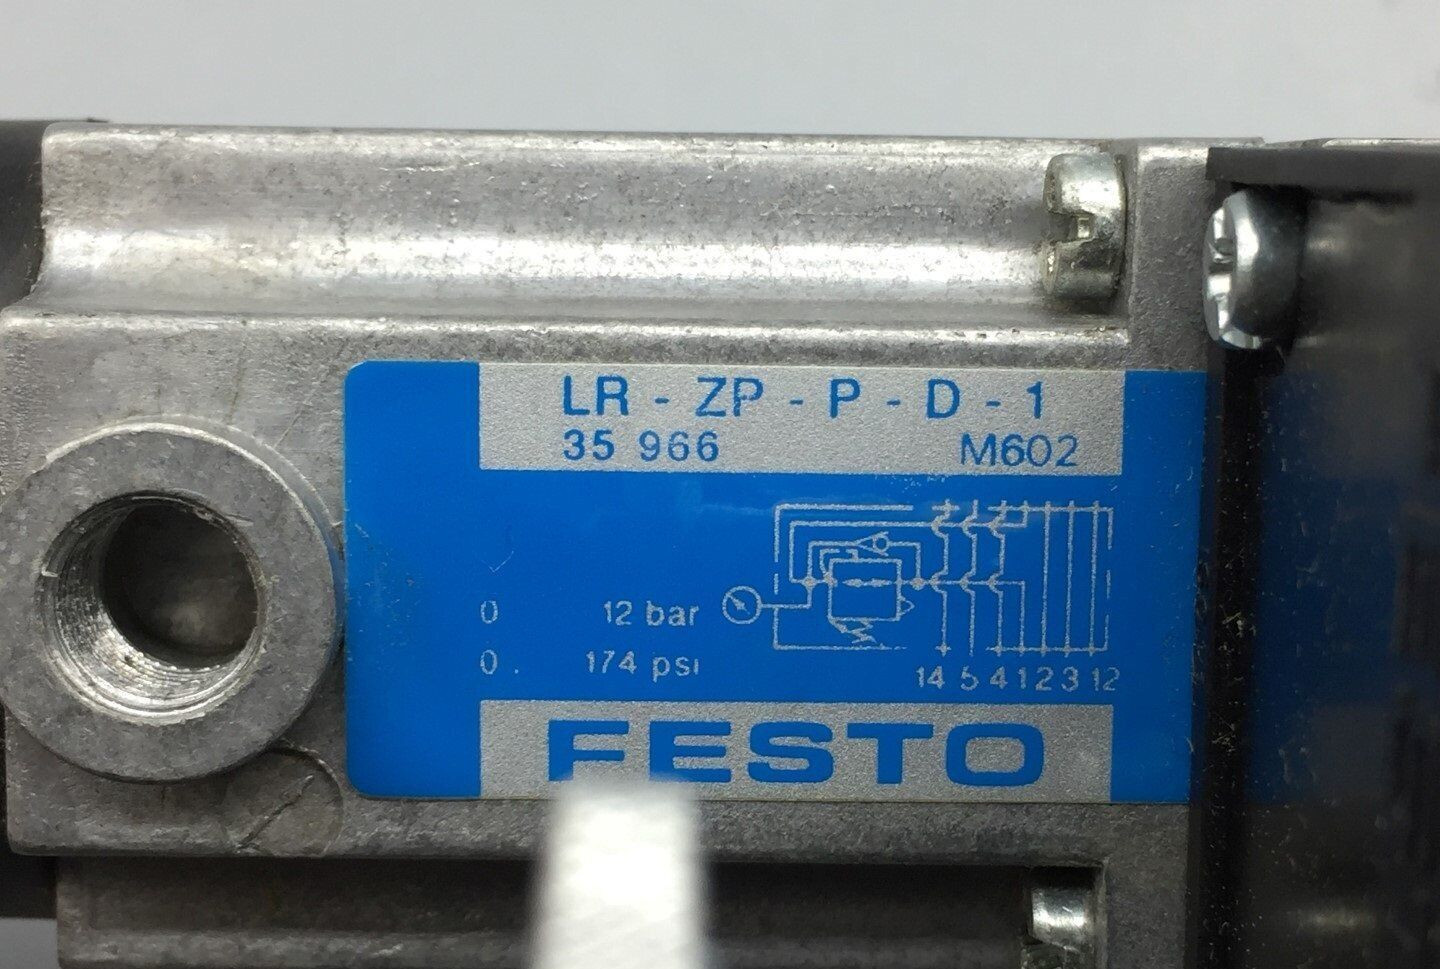 LR - ZP - P - D - 1
35 966 M602
0 12 bar
0. 174 psi
14 5 4 1 2 3 12
FESTO